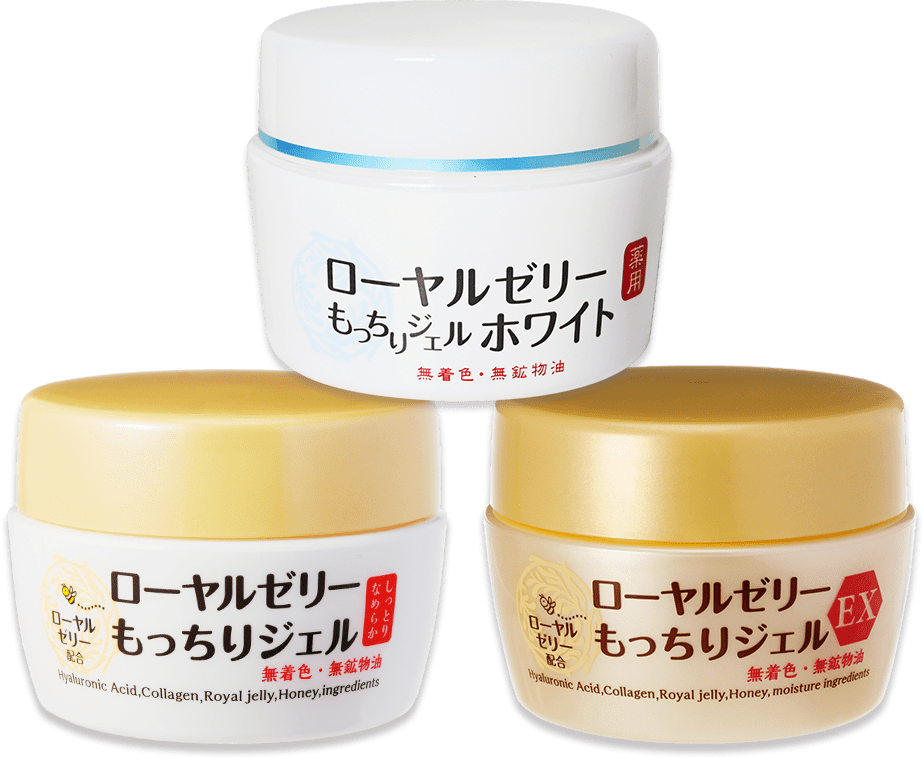 ローヤルゼリー
もっちりジェル ホワイト
薬用
無着色・無鉱物油
ローヤル
ゼリー
配合
ローヤルゼリー
もっちりジェル
しっとり
なめらか
無着色・無鉱物油
Hyaluronic Acid,Collagen,Royal jelly,Honey,ingredients
ローヤル
ゼリー
配合
ローヤルゼリー
もっちりジェル
EX
無着色・無鉱物油
Hyaluronic Acid,Collagen,Royal jelly,Honey, moisture ingredients